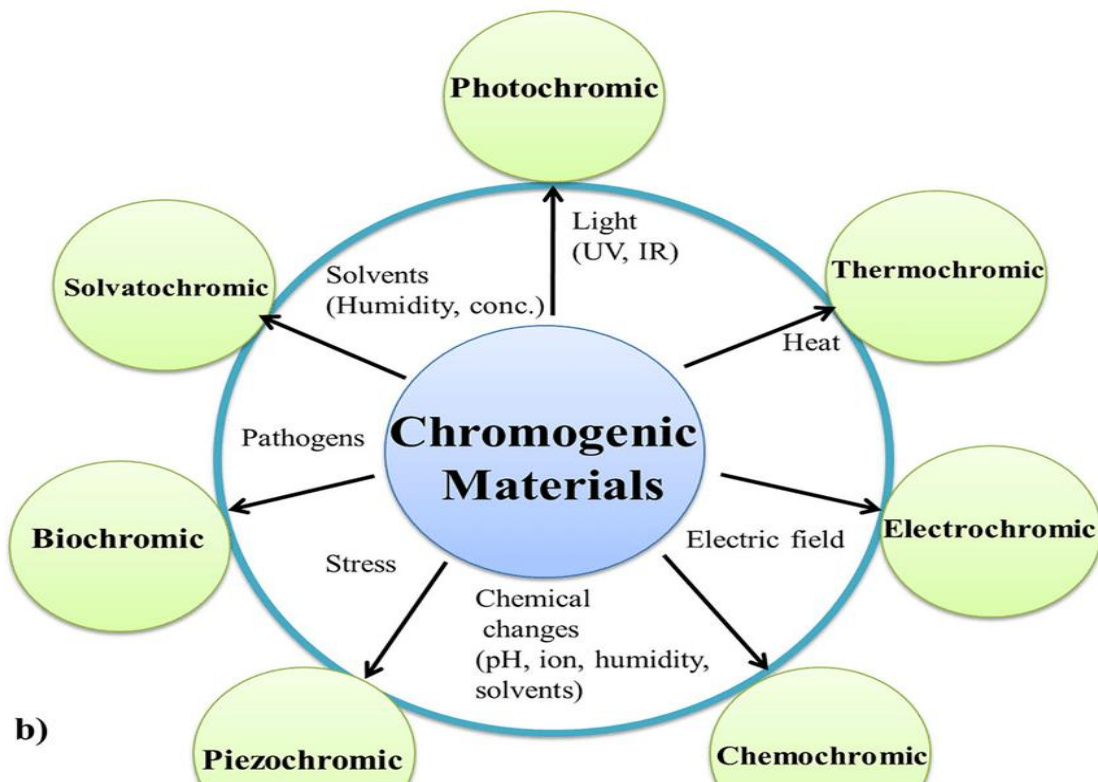 Photochromic
Light
(UV, IR)
Thermochromic
Solvatochromic
Solvents
(Humidity, conc.)
Heat
Chromogenic
Materials
Pathogens
Biochromic
Electrochromic
Electric field
Stress
Chemical
changes
(pH, ion, humidity,
solvents)
b)
Piezochromic
Chemochromic